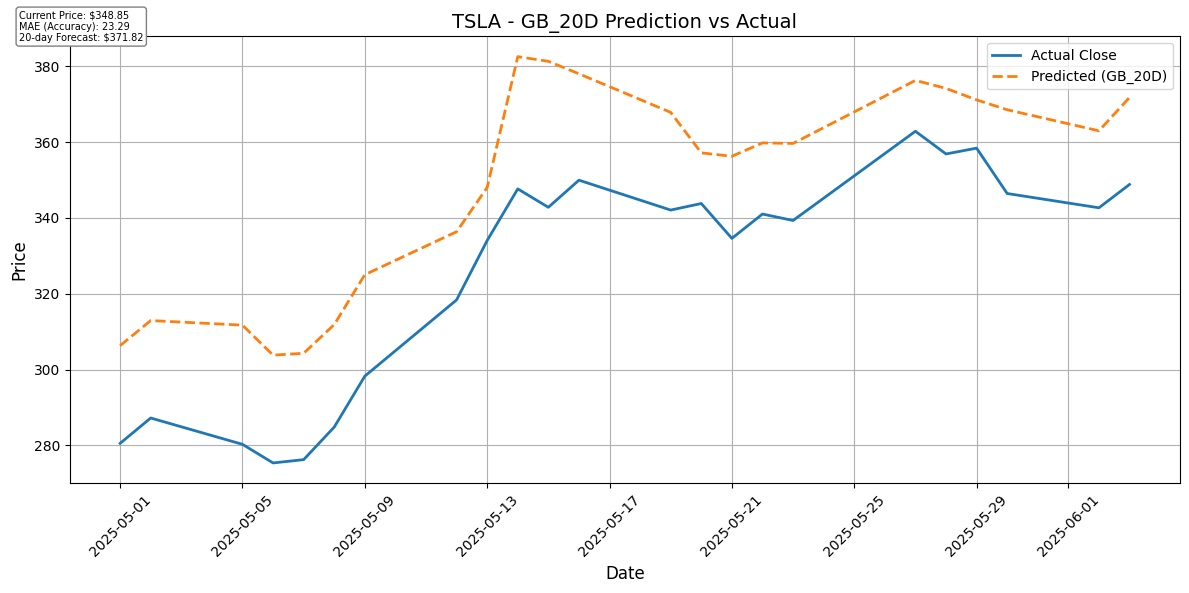 TSLA - GB_20D Prediction vs Actual
Current Price: $348.85
MAE (Accuracy): 23.29
20-day Forecast: $371.82
Actual Close
Predicted (GB_20D)
Price
380
360
340
320
300
280
2025-05-01
2025-05-05
2025-05-09
2025-05-13
2025-05-17
2025-05-21
2025-05-25
2025-05-29
2025-06-01
Date